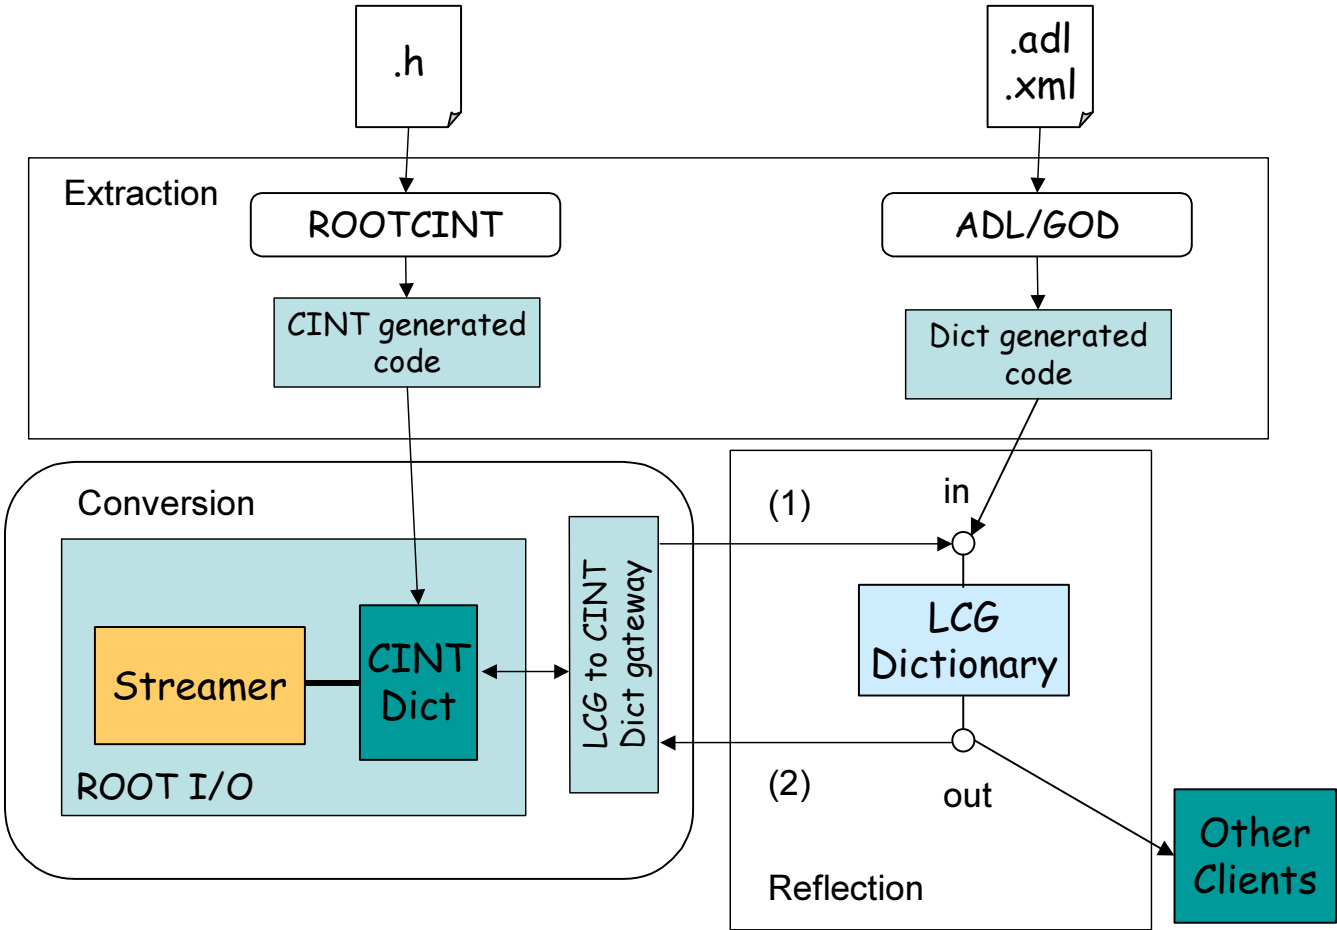 .h
.adl
.xml
Extraction
ROOTCINT
ADL/GOD
CINT generated
code
Dict generated
code
Conversion
(1)
in
LCG to CINT
Dict gateway
LCG
Dictionary
CINT
Dict
Streamer
ROOT I/O
(2)
out
Other
Clients
Reflection